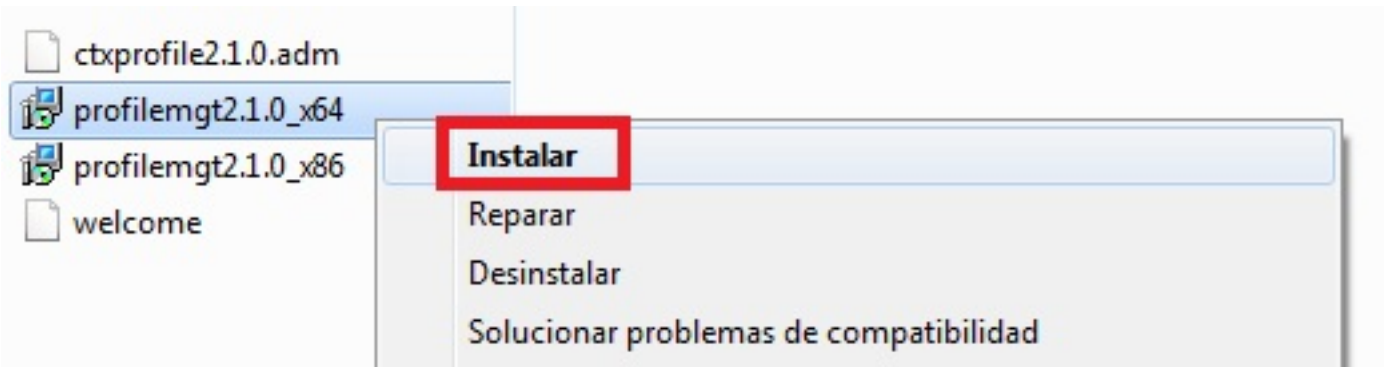 ctxprofile2.1.0.adm
profilemgt2.1.0_x64
Instalar
profilemgt2.1.0_x86
Reparar
welcome
Desinstalar
Solucionar problemas de compatibilidad